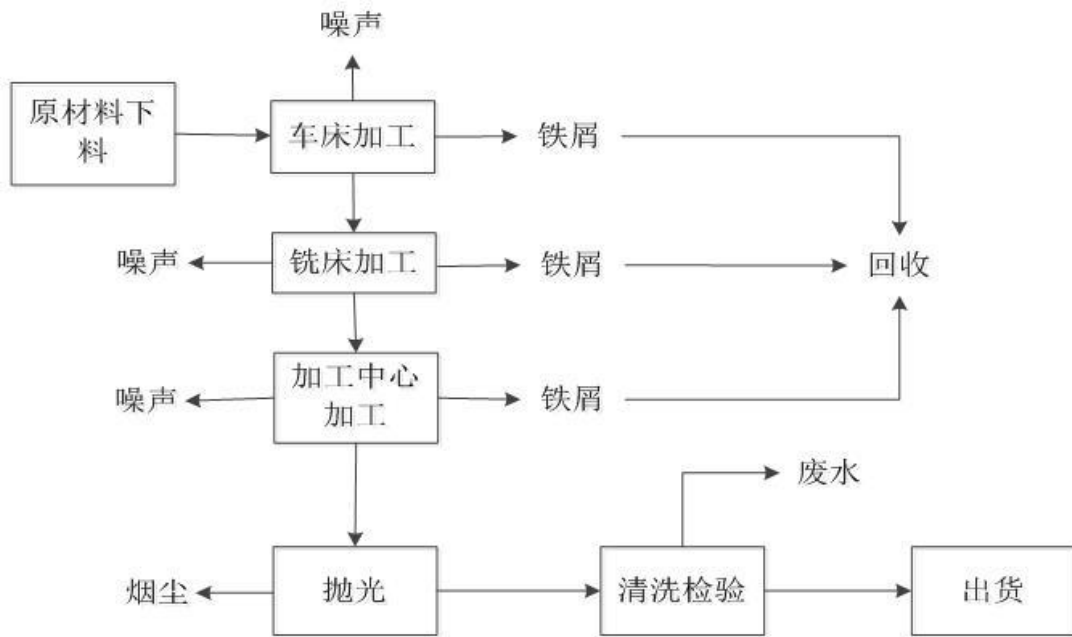 噪声
原材料下
料
车床加工
铁屑
噪声
铣床加工
铁屑
回收
噪声
加工中心
加工
铁屑
废水
烟尘
抛光
清洗检验
出货